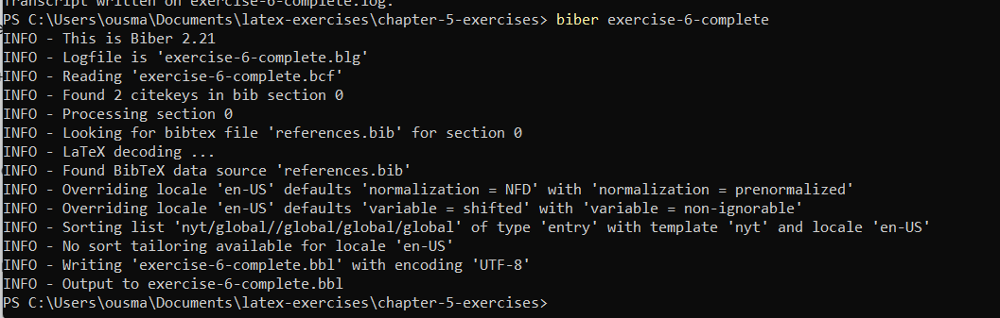 Transcript written on exercise-6-complete.log.
PS C:\Users\ousma\Documents\latex-exercises\chapter-5-exercises> biber exercise-6-complete
INFO - This is Biber 2.21
INFO - Logfile is 'exercise-6-complete.blg'
INFO - Reading 'exercise-6-complete.bcf'
INFO - Found 2 citekeys in bib section 0
INFO - Processing section 0
INFO - Looking for bibtex file 'references.bib' for section 0
INFO - LaTeX decoding ...
INFO - Found BibTeX data source 'references.bib'
INFO - Overriding locale 'en-US' defaults 'normalization = NFD' with 'normalization = prenormalized'
INFO - Overriding locale 'en-US' defaults 'variable = shifted' with 'variable = non-ignorable'
INFO - Sorting list 'nyt/global//global/global/global' of type 'entry' with template 'nyt' and locale 'en-US'
INFO - No sort tailoring available for locale 'en-US'
INFO - Writing 'exercise-6-complete.bbl' with encoding 'UTF-8'
INFO - Output to exercise-6-complete.bbl
PS C:\Users\ousma\Documents\latex-exercises\chapter-5-exercises>